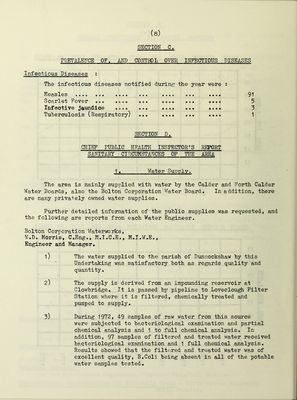 (8)
SECTION C.
PREVALENCE OF, AND CONTROL OVER INFECTIOUS DISEASES
Infectious Diseases :
The infectious diseases notified during the year were :
Measles .... .... .... .... .... .... 91
Scarlet Fever ... .... .... .... .... 5
Infective Jaundice .... .... .... .... 3
Tuberculosis (Respiratory) ... .... .... 1
SECTION D.
CHIEF PUBLIC HEALTH INSPECTOR'S REPORT
SANITARY CIRCUMSTANCES OF THE AREA
1. Water Supply.
The area is mainly supplied with water by the Calder and North Calder
Water Boards, also the Bolton Corporation Water Board. In addition, there
are many privately owned water supplies.
Further detailed information of the public supplies was requested, and
the following are reports from each Water Engineer.
Bolton Corporation Waterworks,
Morris, C.Eng., M.I.C.E., M.I.W.E.,
Engineer and Manager.
1) The water supplied to the parish of Dunnockshaw by this
Undertaking was satisfactory both as regards quality and
quantity.
2) The supply is derived from an impounding reservoir at
Clowbridge. It is passed by pipeline to Loveclough Filter
Station where it is filtered, chemically treated and
pumped to supply.
3) During 1972, 49 samples of raw water from this source
were subjected to bacteriological examination and partial
chemical analysis and 1 to full chemical analysis. In
addition, 97 samples of filtered and treated water received
bacteriological examination and 1 full chemical analysis.
Results showed that the filtered and treated water was of
excellent quality, B.Coli being absent in all of the potable
water samples tested.